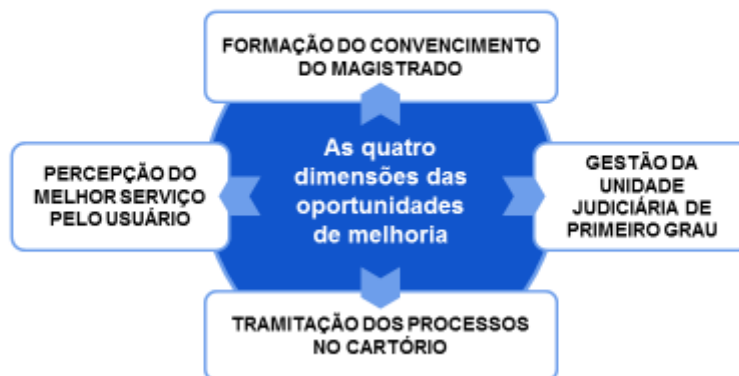 FORMAÇÃO DO CONVENCIMENTO
DO MAGISTRADO
PERCEPÇÃO DO
MELHOR SERVIÇO
PELO USUÁRIO
As quatro
dimensões das
oportunidades
de melhoria
GESTÃO DA
UNIDADE
JUDICIÁRIA DE
PRIMEIRO GRAU
TRAMITAÇÃO DOS PROCESSOS
NO CARTÓRIO